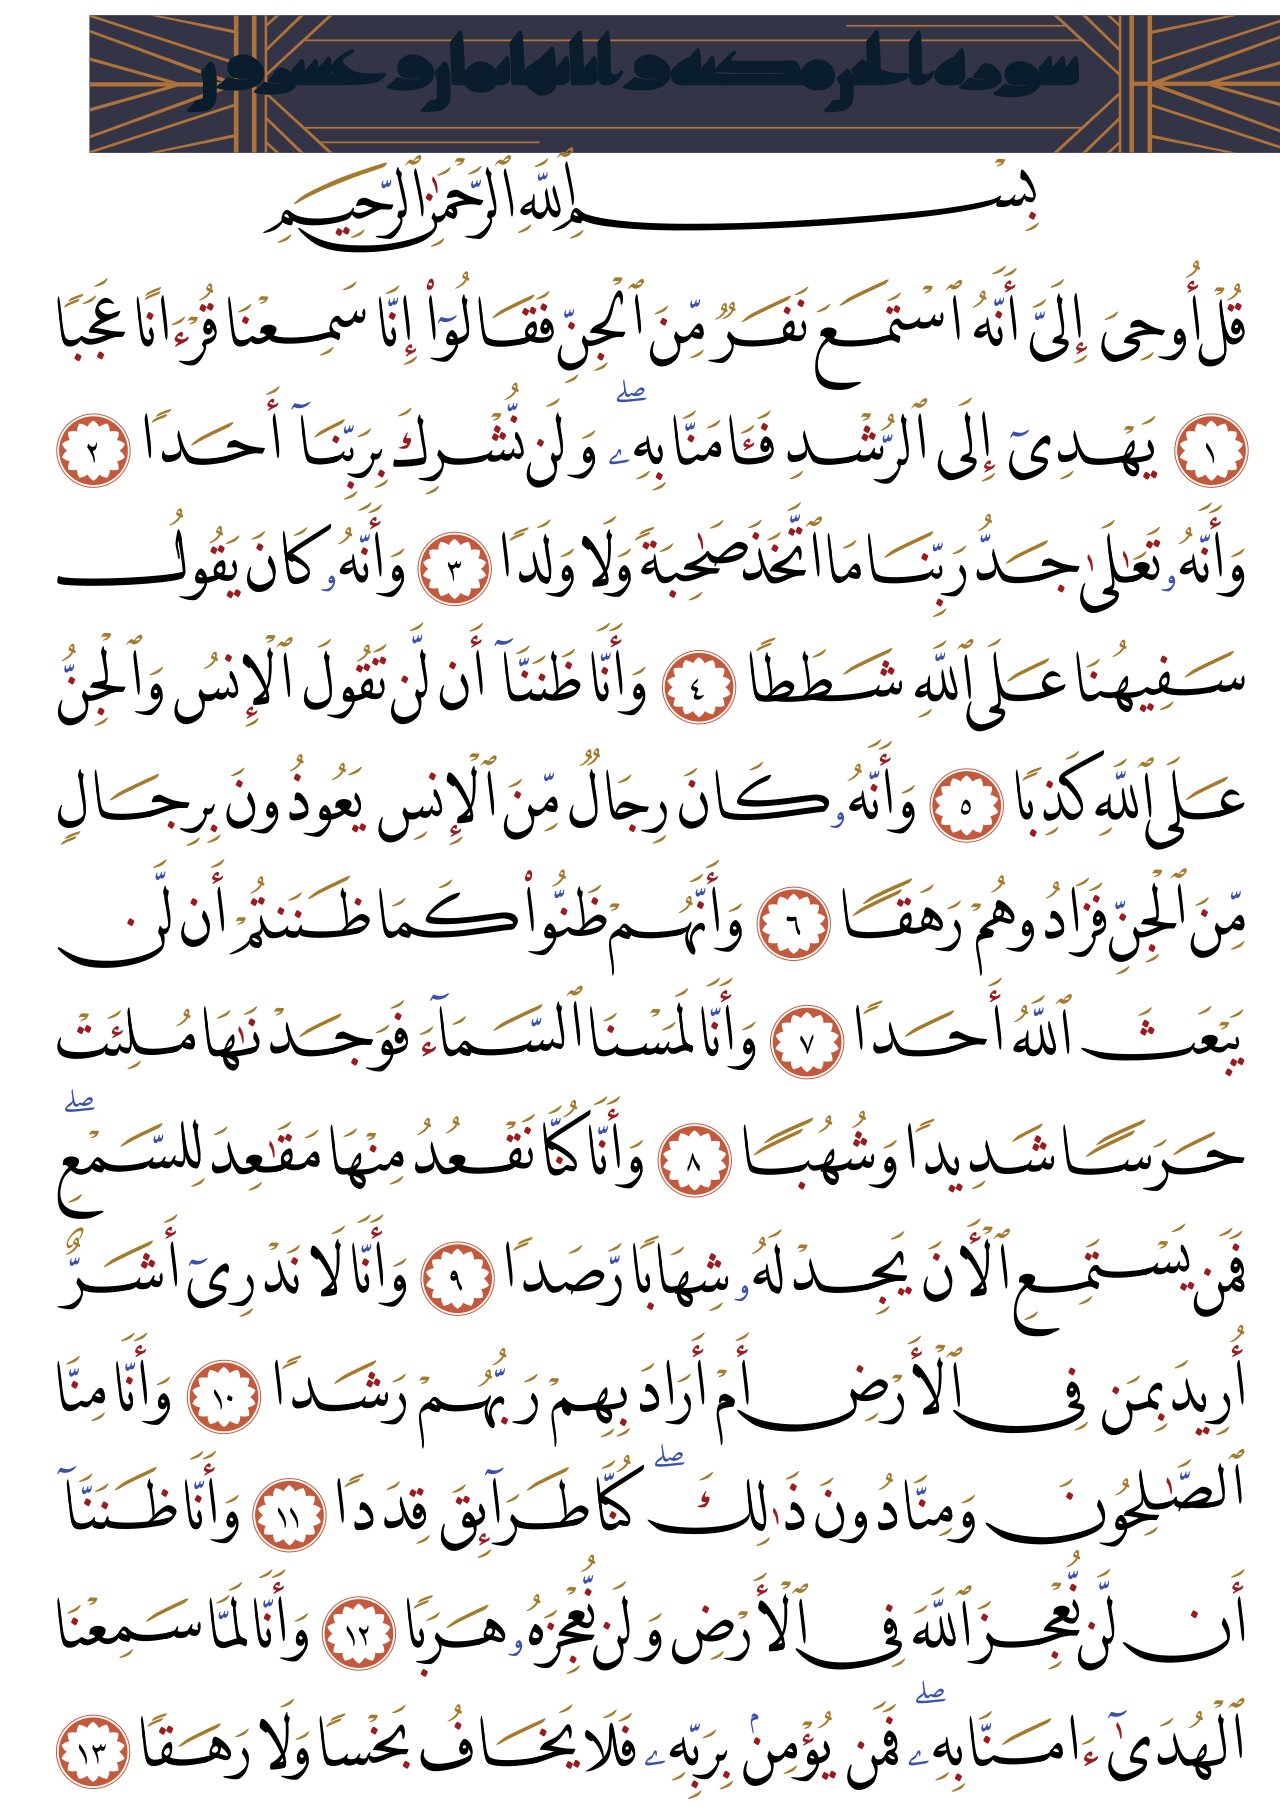 سورة الجن مكية و اياتها ثمان و عشرون
بِسْمِ ٱللَّهِ ٱلرَّحْمَٰنِ ٱلرَّحِيمِ
قُلْ أُوحِىَ إِلَىَّ أَنَّهُ ٱسْتَمَعَ نَفَرٌ مِّنَ ٱلْجِنِّ فَقَالُوٓا۟ إِنَّا سَمِعْنَا قُرْءَانًا عَجَبًا
١ يَهْدِىٓ إِلَى ٱلرُّشْدِ فَـَٔامَنَّا بِهِۦ ۖ وَلَن نُّشْرِكَ بِرَبِّنَآ أَحَدًا ٢
وَأَنَّهُۥ تَعَٰلَىٰ جَدُّ رَبِّنَا مَا ٱتَّخَذَ صَٰحِبَةً وَلَا وَلَدًا ٣ وَأَنَّهُۥ كَانَ يَقُولُ
سَفِيهُنَا عَلَى ٱللَّهِ شَطَطًا ٤ وَأَنَّا ظَنَنَّآ أَن لَّن تَقُولَ ٱلْإِنسُ وَٱلْجِنُّ
عَلَى ٱللَّهِ كَذِبًا ٥ وَأَنَّهُۥ كَانَ رِجَالٌ مِّنَ ٱلْإِنسِ يَعُوذُونَ بِرِجَالٍ
مِّنَ ٱلْجِنِّ فَزَادُوهُمْ رَهَقًا ٦ وَأَنَّهُمْ ظَنُّوا۟ كَمَا ظَنَنتُمْ أَن لَّن
يَبْعَثَ ٱللَّهُ أَحَدًا ٧ وَأَنَّا لَمَسْنَا ٱلسَّمَآءَ فَوَجَدْنَٰهَا مُلِئَتْ
حَرَسًا شَدِيدًا وَشُهُبًا ٨ وَأَنَّا كُنَّا نَقْعُدُ مِنْهَا مَقَٰعِدَ لِلسَّمْعِ ۖ
فَمَن يَسْتَمِعِ ٱلْأَنَ يَجِدْ لَهُۥ شِهَابًا رَّصَدًا ٩ وَأَنَّا لَا نَدْرِىٓ أَشَرٌّ
أُرِيدَ بِمَن فِى ٱلْأَرْضِ أَمْ أَرَادَ بِهِمْ رَبُّهُمْ رَشَدًا ١٠ وَأَنَّا مِنَّا
ٱلصَّٰلِحُونَ وَمِنَّا دُونَ ذَٰلِكَ ۖ كُنَّا طَرَآئِقَ قِدَدًا ١١ وَأَنَّا ظَنَنَّآ
أَن لَّن نُّعْجِزَ ٱللَّهَ فِى ٱلْأَرْضِ وَلَن نُّعْجِزَهُۥ هَرَبًا ١٢ وَأَنَّا لَمَّا سَمِعْنَا
ٱلْهُدَىٰٓ ءَامَنَّا بِهِۦ ۖ فَمَن يُؤْمِنۢ بِرَبِّهِۦ فَلَا يَخَافُ بَخْسًا وَلَا رَهَقًا ١٣